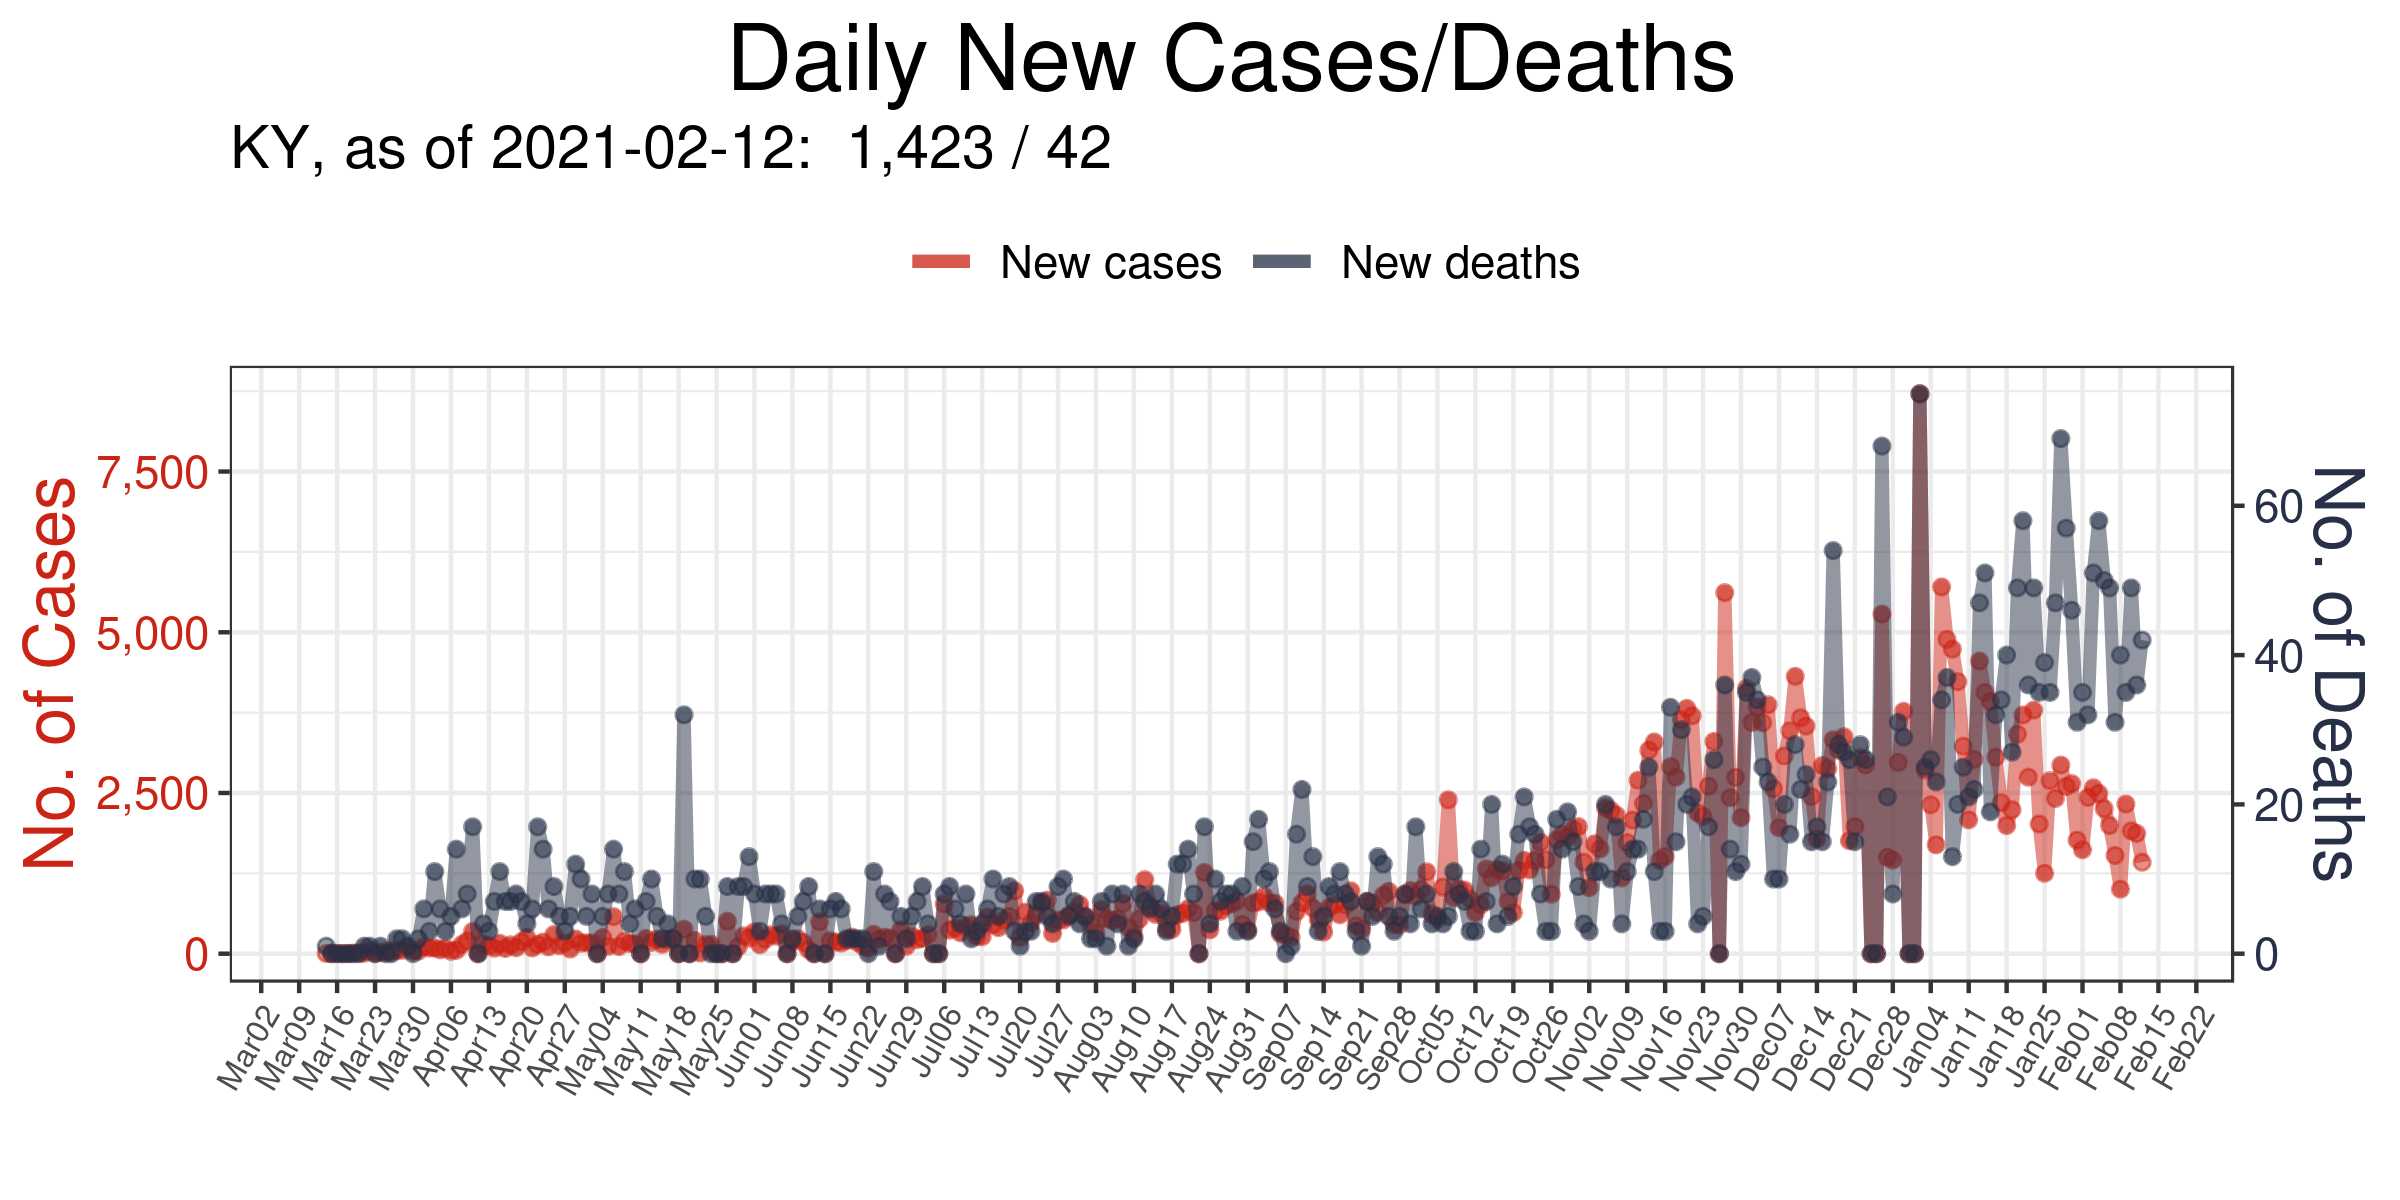 Daily New Cases/Deaths
KY, as of 2021-02-12:  1,423 / 42
New cases
New deaths
No. of Cases
7,500
5,000
2,500
0
60
40
20
0
No. of Deaths
Mar02
Mar09
Mar16
Mar23
Mar30
Apr06
Apr13
Apr20
Apr27
May04
May11
May18
May25
Jun01
Jun08
Jun15
Jun22
Jun29
Jul06
Jul13
Jul20
Jul27
Aug03
Aug10
Aug17
Aug24
Aug31
Sep07
Sep14
Sep21
Sep28
Oct05
Oct12
Oct19
Oct26
Nov02
Nov09
Nov16
Nov23
Nov30
Dec07
Dec14
Dec21
Dec28
Jan04
Jan11
Jan18
Jan25
Feb01
Feb08
Feb15
Feb22